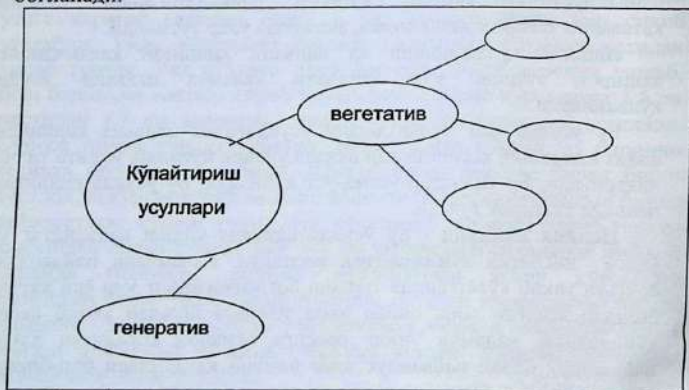 вегетатив
Кўпайтириш
усуллари
генератив